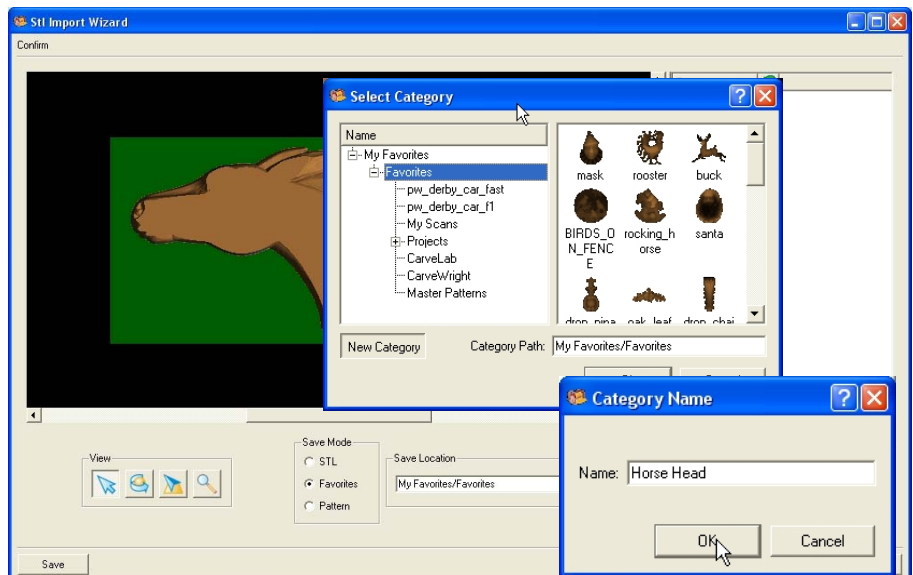 Stl Import Wizard
Confirm
Select Category
Name
My Favorites
Favorites
pw_derby_car_fast
pw_derby_car_f1
My Scans
Projects
CarveLab
CarveWright
Master Patterns
mask
rooster
buck
BIRDS_O
N_FENC
E
rocking_h
orse
santa
New Category
Category Path:
My Favorites/Favorites
Category Name
Name:
Horse Head
OK
Cancel
View
Save Mode
STL
Favorites
Pattern
Save Location
My Favorites/Favorites
Save